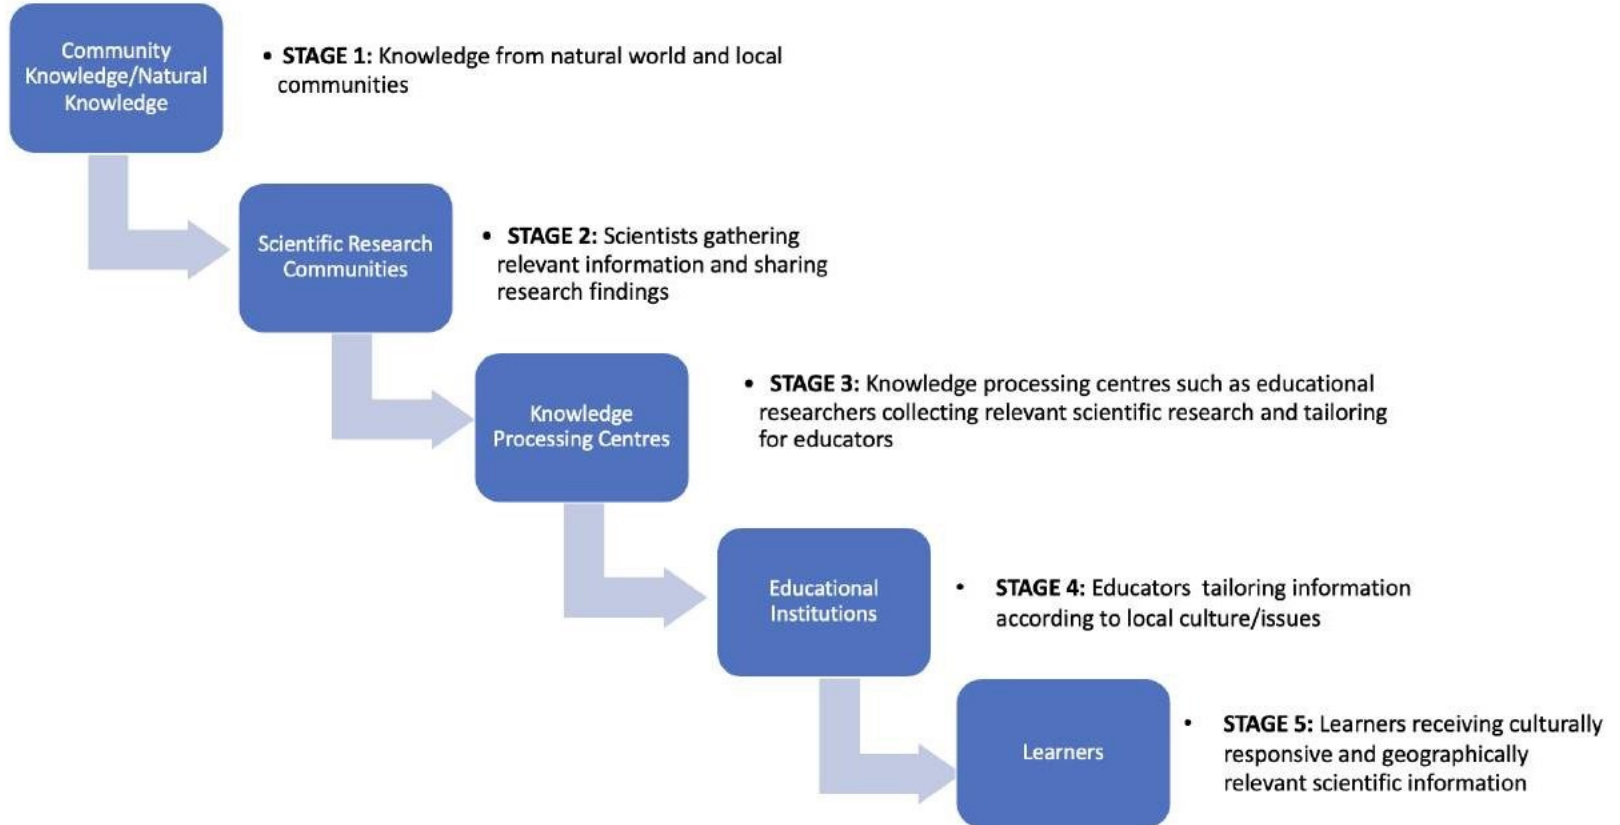 Community
Knowledge/Natural
Knowledge
• STAGE 1: Knowledge from natural world and local
communities
Scientific Research
Communities
• STAGE 2: Scientists gathering
relevant information and sharing
research findings
Knowledge
Processing Centres
• STAGE 3: Knowledge processing centres such as educational
researchers collecting relevant scientific research and tailoring
for educators
Educational
Institutions
• STAGE 4: Educators tailoring information
according to local culture/issues
Learners
• STAGE 5: Learners receiving culturally
responsive and geographically
relevant scientific information